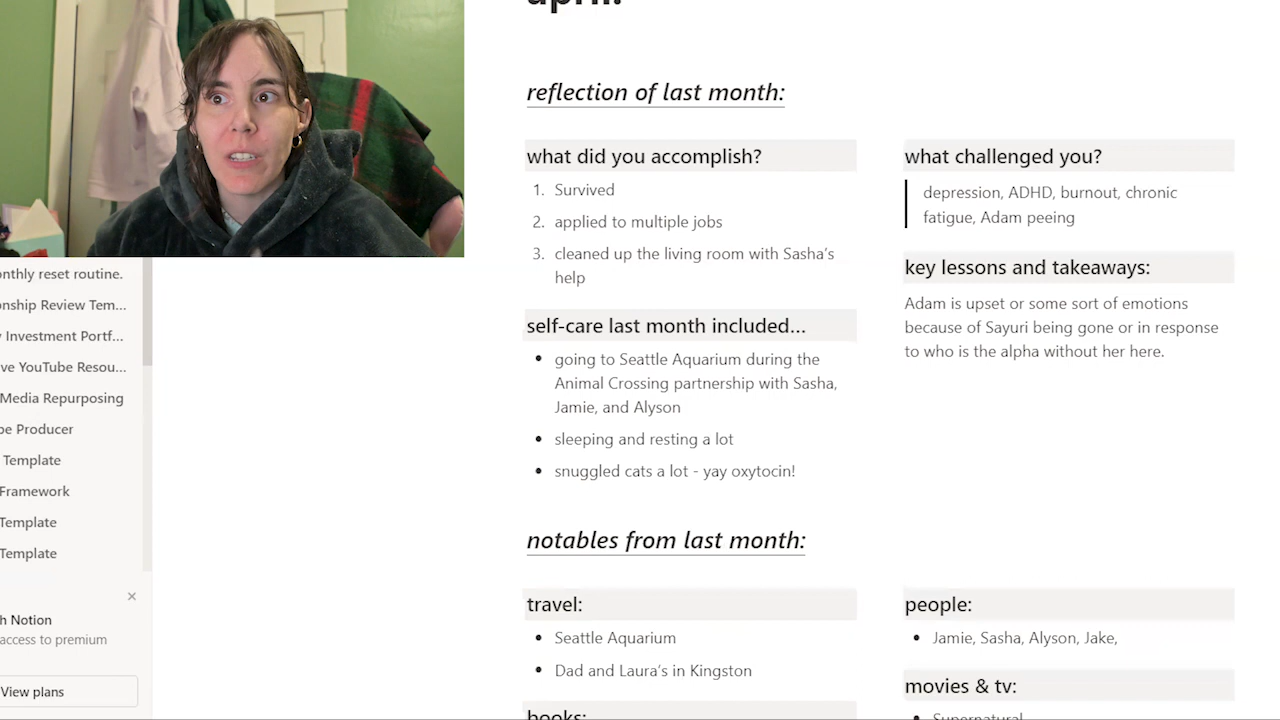 april:
reflection of last month:
what did you accomplish?
1. Survived
2. applied to multiple jobs
3. cleaned up the living room with Sasha's
help
self-care last month included...
• going to Seattle Aquarium during the
Animal Crossing partnership with Sasha,
Jamie, and Alyson
• sleeping and resting a lot
• snuggled cats a lot - yay oxytocin!
what challenged you?
depression, ADHD, burnout, chronic
fatigue, Adam peeing
key lessons and takeaways:
Adam is upset or some sort of emotions
because of Sayuri being gone or in response
to who is the alpha without her here.
notables from last month:
travel:
• Seattle Aquarium
• Dad and Laura's in Kingston
books:
people:
• Jamie, Sasha, Alyson, Jake,
movies & tv:
• Supernatural
onthly reset routine.
onship Review Tem...
Investment Portf...
ve YouTube Resou...
Media Repurposing
be Producer
Template
Framework
Template
Template
h Notion
access to premium
View plans